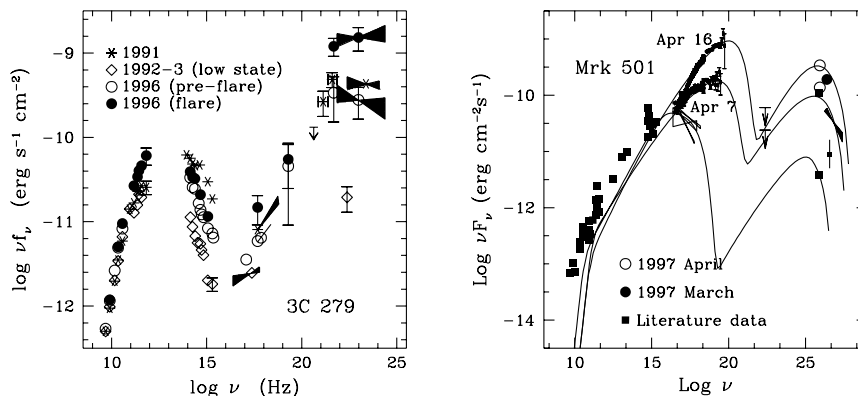 -9
-10
-11
-12
log νf_ν (erg s⁻¹ cm⁻²)
1991
1992-3 (low state)
1996 (pre-flare)
1996 (flare)
3C 279
10
15
20
25
log ν (Hz)
-8
-10
-12
-14
Log νF_ν (erg cm⁻²s⁻¹)
Apr 16
Mrk 501
Apr 7
1997 April
1997 March
Literature data
10
15
20
25
Log ν